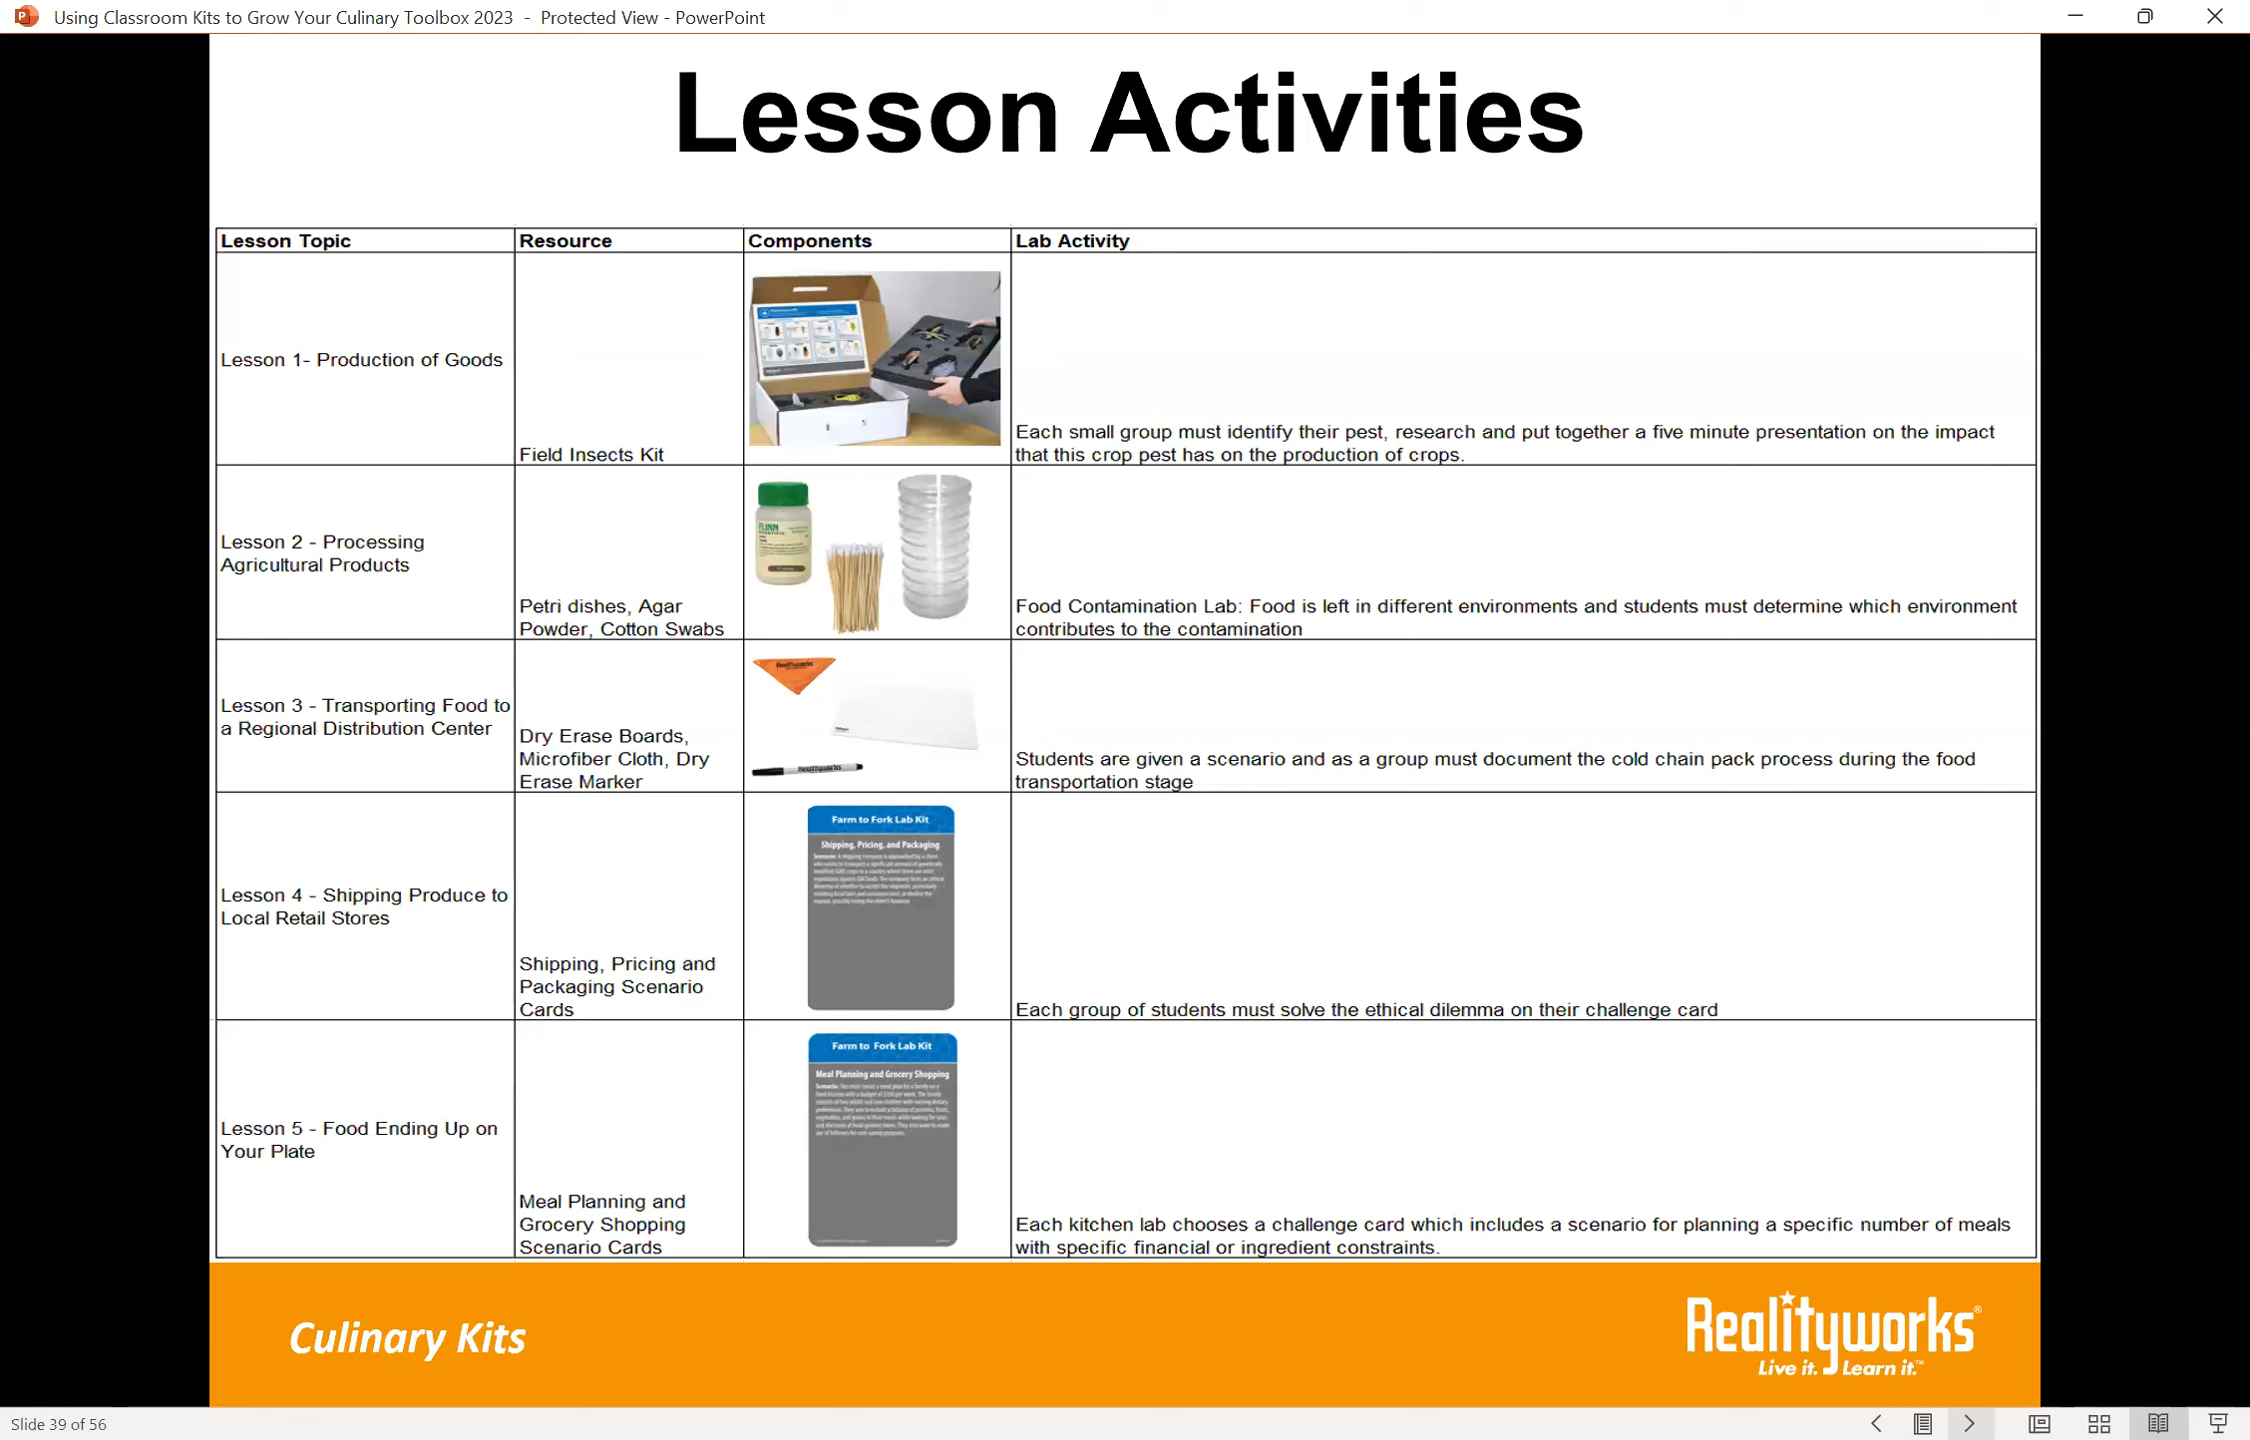 Using Classroom Kits to Grow Your Culinary Toolbox 2023 - Protected View - PowerPoint
Lesson Activities
Lesson Topic
Resource
Components
Lab Activity
Lesson 1- Production of Goods
Field Insects Kit
Each small group must identify their pest, research and put together a five minute presentation on the impact
that this crop pest has on the production of crops.
Lesson 2 - Processing
Agricultural Products
Petri dishes, Agar
Powder, Cotton Swabs
FLINN
Food Contamination Lab: Food is left in different environments and students must determine which environment
contributes to the contamination
Lesson 3 - Transporting Food to
a Regional Distribution Center
Dry Erase Boards,
Microfiber Cloth, Dry
Erase Marker
Realityworks
Realityworks
Students are given a scenario and as a group must document the cold chain pack process during the food
transportation stage
Lesson 4 - Shipping Produce to
Local Retail Stores
Shipping, Pricing and
Packaging Scenario
Cards
Farm to Fork Lab Kit
Shipping, Pricing, and Packaging
Each group of students must solve the ethical dilemma on their challenge card
Lesson 5 - Food Ending Up on
Your Plate
Meal Planning and
Grocery Shopping
Scenario Cards
Farm to Fork Lab Kit
Meal Planning and Grocery Shopping
Each kitchen lab chooses a challenge card which includes a scenario for planning a specific number of meals
with specific financial or ingredient constraints.
Culinary Kits
Realityworks®
Live it. Learn it.™
Slide 39 of 56